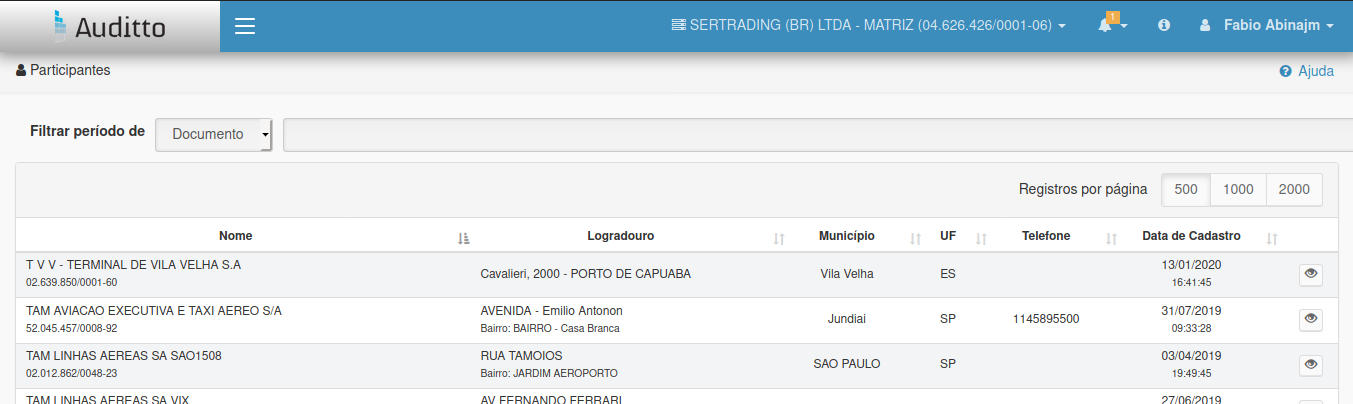 Auditto
SERTRADING (BR) LTDA - MATRIZ (04.626.426/0001-06)
1
Fabio Abinajm
Participantes
Ajuda
Filtrar período de
Documento
Registros por página
500
1000
2000
Nome
Logradouro
Município
UF
Telefone
Data de Cadastro
T V V - TERMINAL DE VILA VELHA S.A
02.639.850/0001-60
Cavalieri, 2000 - PORTO DE CAPUABA
Vila Velha
ES
13/01/2020
16:41:45
TAM AVIACAO EXECUTIVA E TAXI AEREO S/A
52.045.457/0008-92
AVENIDA - Emilio Antonon
Bairro: BAIRRO - Casa Branca
Jundiai
SP
1145895500
31/07/2019
09:33:28
TAM LINHAS AEREAS SA SAO1508
02.012.862/0048-23
RUA TAMOIOS
Bairro: JARDIM AEROPORTO
SAO PAULO
SP
03/04/2019
19:49:45
TAM LINHAS AEREAS SA VIX
AV FERNANDO FERRARI
27/06/2019